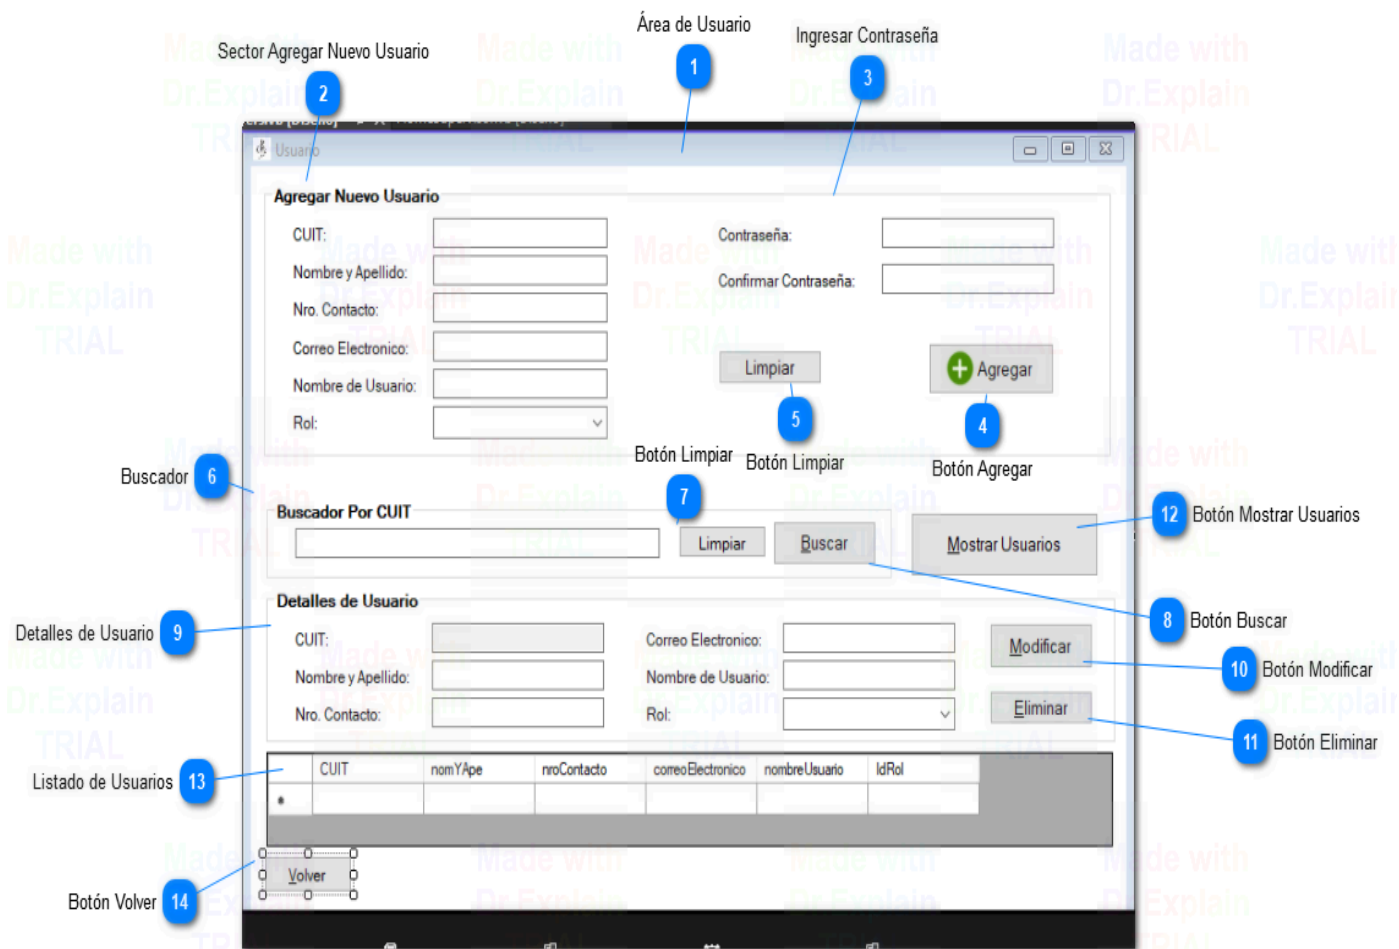 Área de Usuario
1
Ingresar Contraseña
3
Sector Agregar Nuevo Usuario
2
Usuario
Agregar Nuevo Usuario
CUIT:
Nombre y Apellido:
Nro. Contacto:
Correo Electronico:
Nombre de Usuario:
Rol:
Contraseña:
Confirmar Contraseña:
Limpiar
Agregar
5
Botón Limpiar
4
Botón Agregar
Buscador 6
Botón Limpiar
7
Buscador Por CUIT
Limpiar
Buscar
Mostrar Usuarios
12 Botón Mostrar Usuarios
8 Botón Buscar
Detalles de Usuario 9
Detalles de Usuario
CUIT:
Nombre y Apellido:
Nro. Contacto:
Correo Electronico:
Nombre de Usuario:
Rol:
Modificar
Eliminar
10 Botón Modificar
11 Botón Eliminar
Listado de Usuarios 13
CUIT nomYApe nroContacto correoElectronico nombreUsuario IdRol
*
Volver
Botón Volver 14
Made with
Dr.Explain
TRIAL